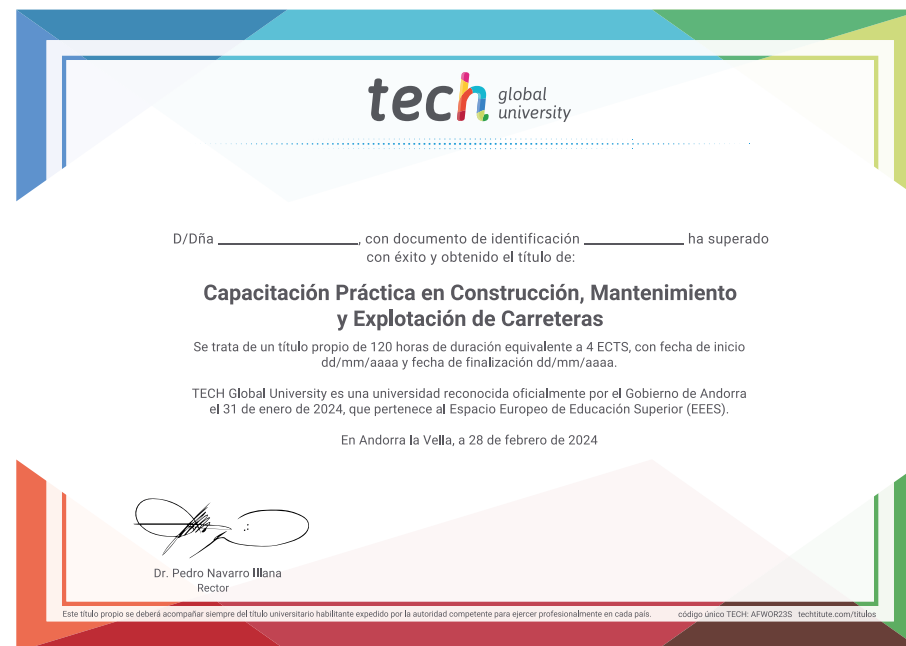 tech global university
D/Dña ____________________, con documento de identificación ______________ ha superado
con éxito y obtenido el título de:
Capacitación Práctica en Construcción, Mantenimiento
y Explotación de Carreteras
Se trata de un título propio de 120 horas de duración equivalente a 4 ECTS, con fecha de inicio
dd/mm/aaaa y fecha de finalización dd/mm/aaaa.
TECH Global University es una universidad reconocida oficialmente por el Gobierno de Andorra
el 31 de enero de 2024, que pertenece al Espacio Europeo de Educación Superior (EEES).
En Andorra la Vella, a 28 de febrero de 2024
Dr. Pedro Navarro Illana
Rector
Este título propio se deberá acompañar siempre del título universitario habilitante expedido por la autoridad competente para ejercer profesionalmente en cada país. código único TECH: AFWOR23S techtitute.com/titulos